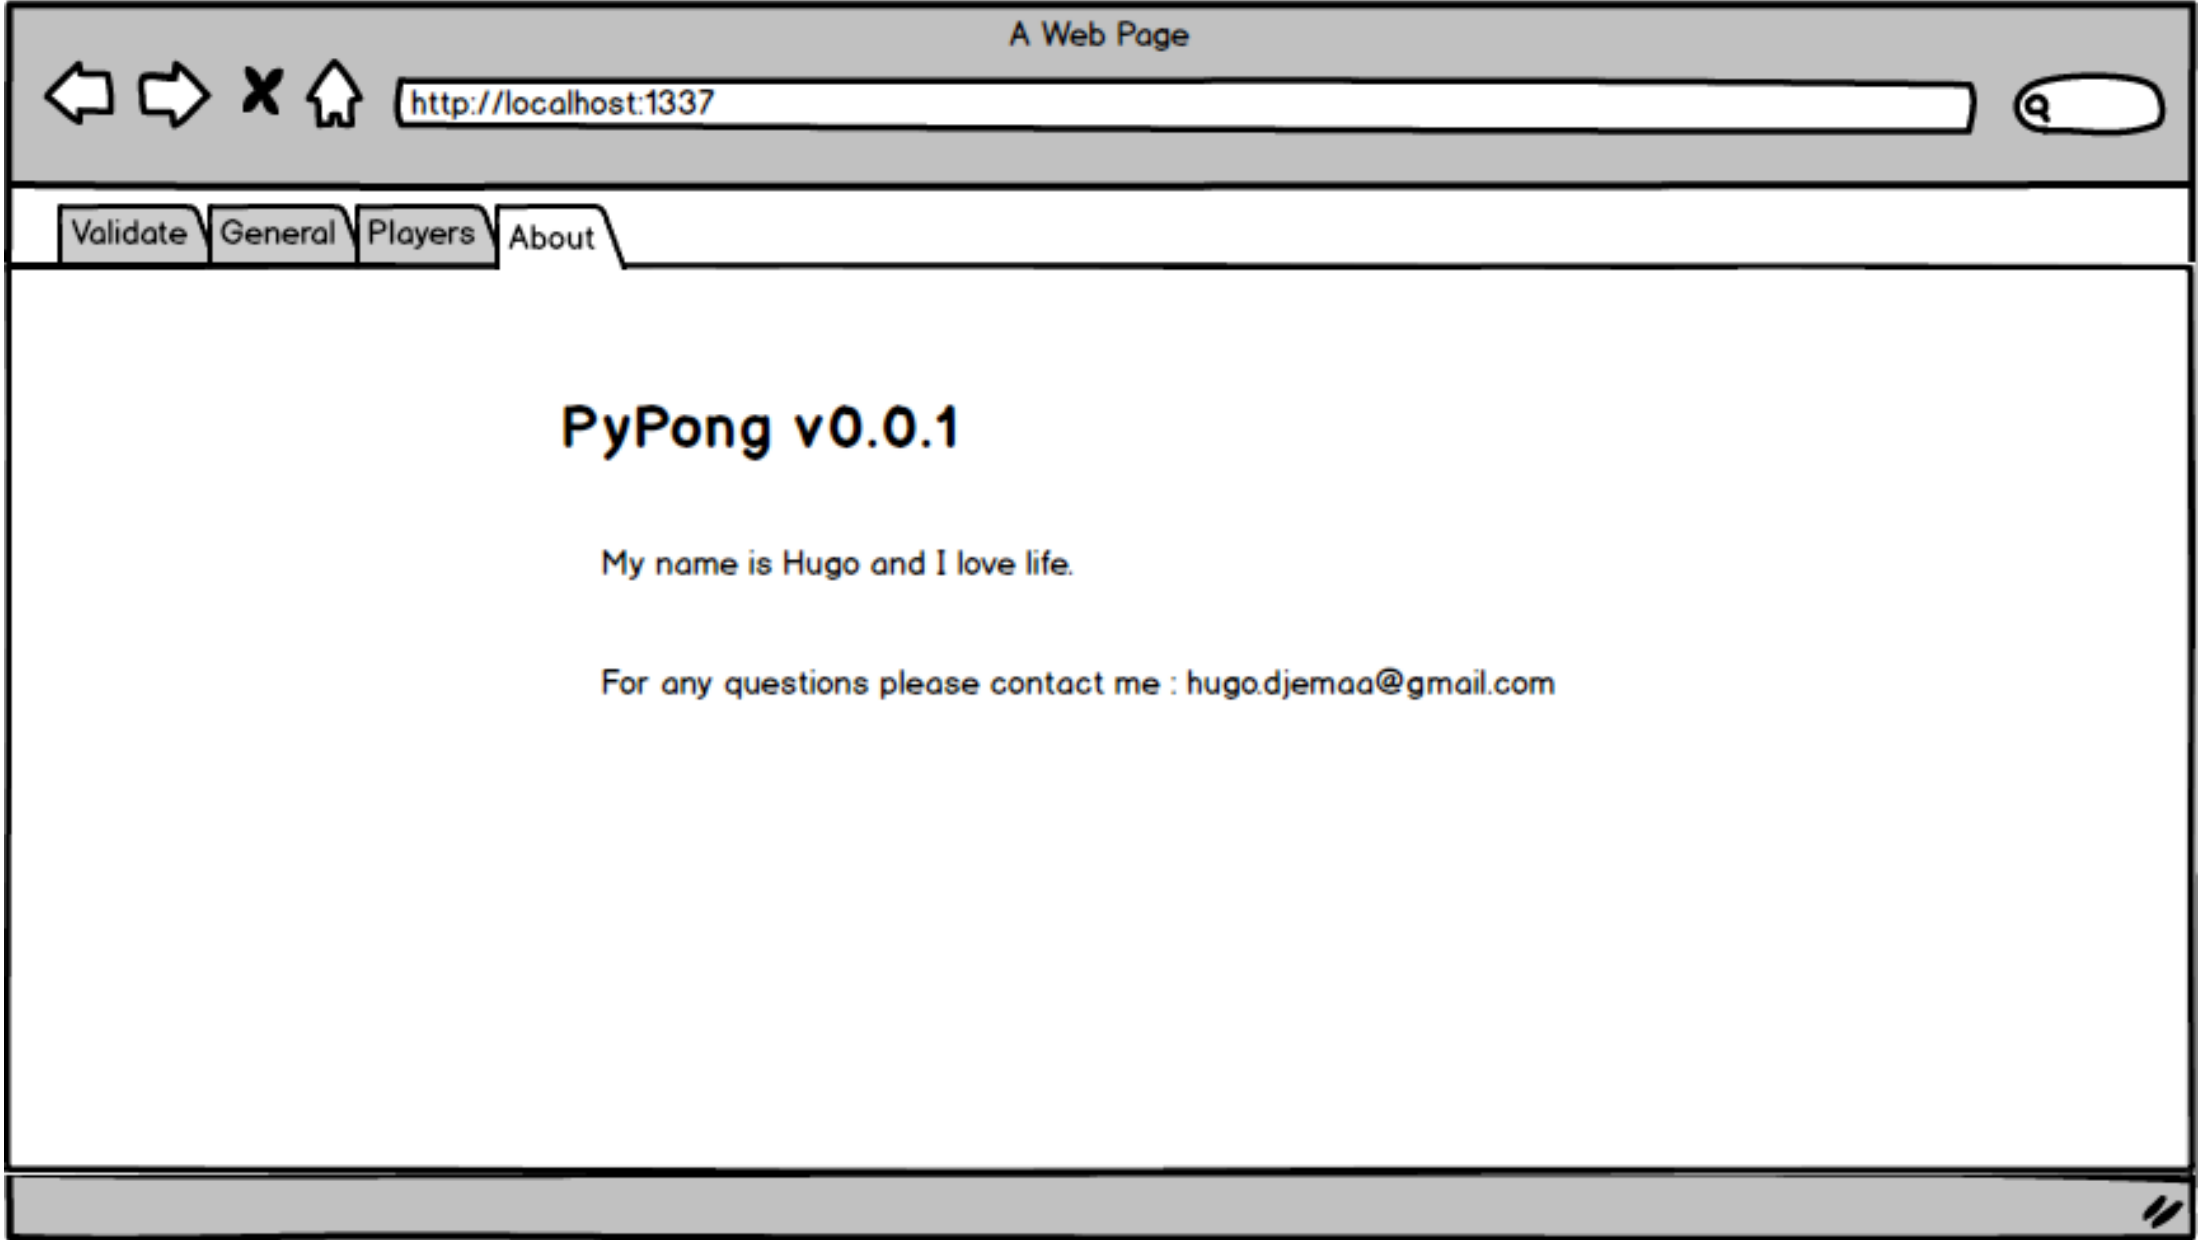 A Web Page
http://localhost:1337
Validate General Players About
PyPong v0.0.1
My name is Hugo and I love life.
For any questions please contact me : hugo.djemaa@gmail.com